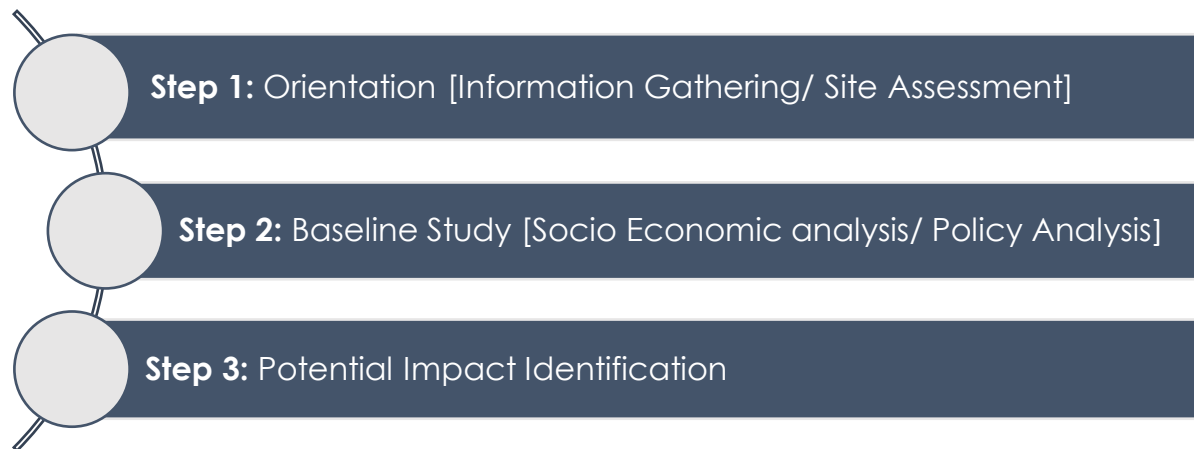 Step 1: Orientation [Information Gathering/ Site Assessment]
Step 2: Baseline Study [Socio Economic analysis/ Policy Analysis]
Step 3: Potential Impact Identification